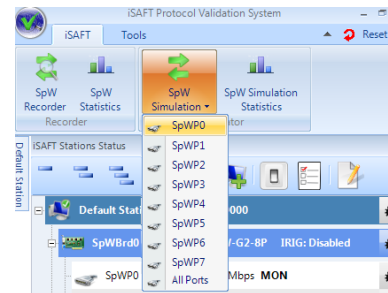 iSAFT Protocol Validation System
iSAFT Tools Reset
SpW Recorder
SpW Statistics
SpW Simulation
SpW Simulation Statistics
Recorder
SpWP0
SpWP1
SpWP2
SpWP3
SpWP4
SpWP5
SpWP6
SpWP7
All Ports
Default Station
iSAFT Stations Status
Default Stati
SpWBrd0 -G2-8P IRIG: Disabled
SpWP0 Mbps MON